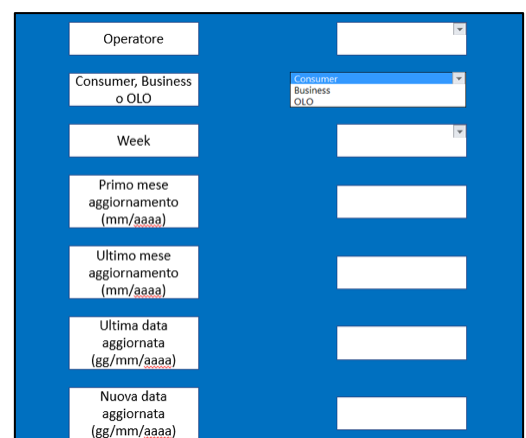 Operatore
Consumer, Business
o OLO
Consumer
Business
OLO
Week
Primo mese
aggiornamento
(mm/aaaa)
Ultimo mese
aggiornamento
(mm/aaaa)
Ultima data
aggiornata
(gg/mm/aaaa)
Nuova data
aggiornata
(gg/mm/aaaa)